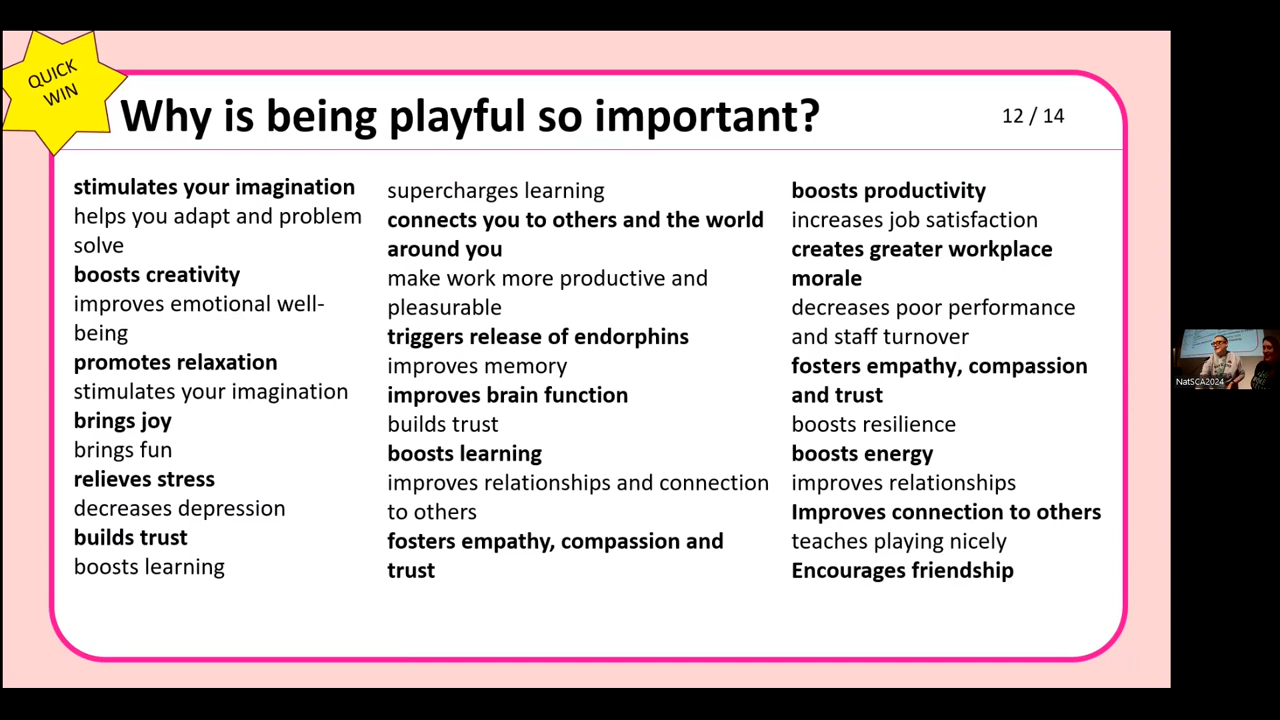 QUICK
WIN
Why is being playful so important?
12 / 14
stimulates your imagination
helps you adapt and problem
solve
boosts creativity
improves emotional well-
being
promotes relaxation
stimulates your imagination
brings joy
brings fun
relieves stress
decreases depression
builds trust
boosts learning
supercharges learning
connects you to others and the world
around you
make work more productive and
pleasurable
triggers release of endorphins
improves memory
improves brain function
builds trust
boosts learning
improves relationships and connection
to others
fosters empathy, compassion and
trust
boosts productivity
increases job satisfaction
creates greater workplace
morale
decreases poor performance
and staff turnover
fosters empathy, compassion
and trust
boosts resilience
boosts energy
improves relationships
Improves connection to others
teaches playing nicely
Encourages friendship
NatSCA2024